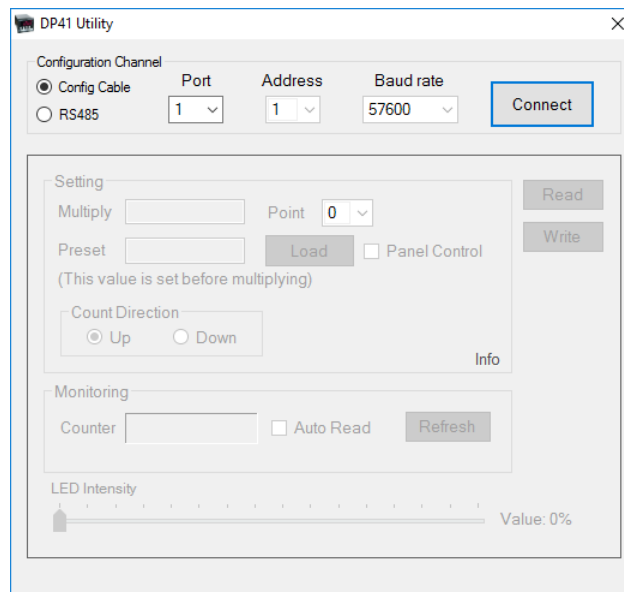 DP41 Utility
Configuration Channel
Config Cable
RS485
Port
1
Address
1
Baud rate
57600
Connect
Setting
Multiply
Point 0
Preset
Load
Panel Control
(This value is set before multiplying)
Count Direction
Up
Down
Info
Read
Write
Monitoring
Counter
Auto Read
Refresh
LED Intensity
Value: 0%